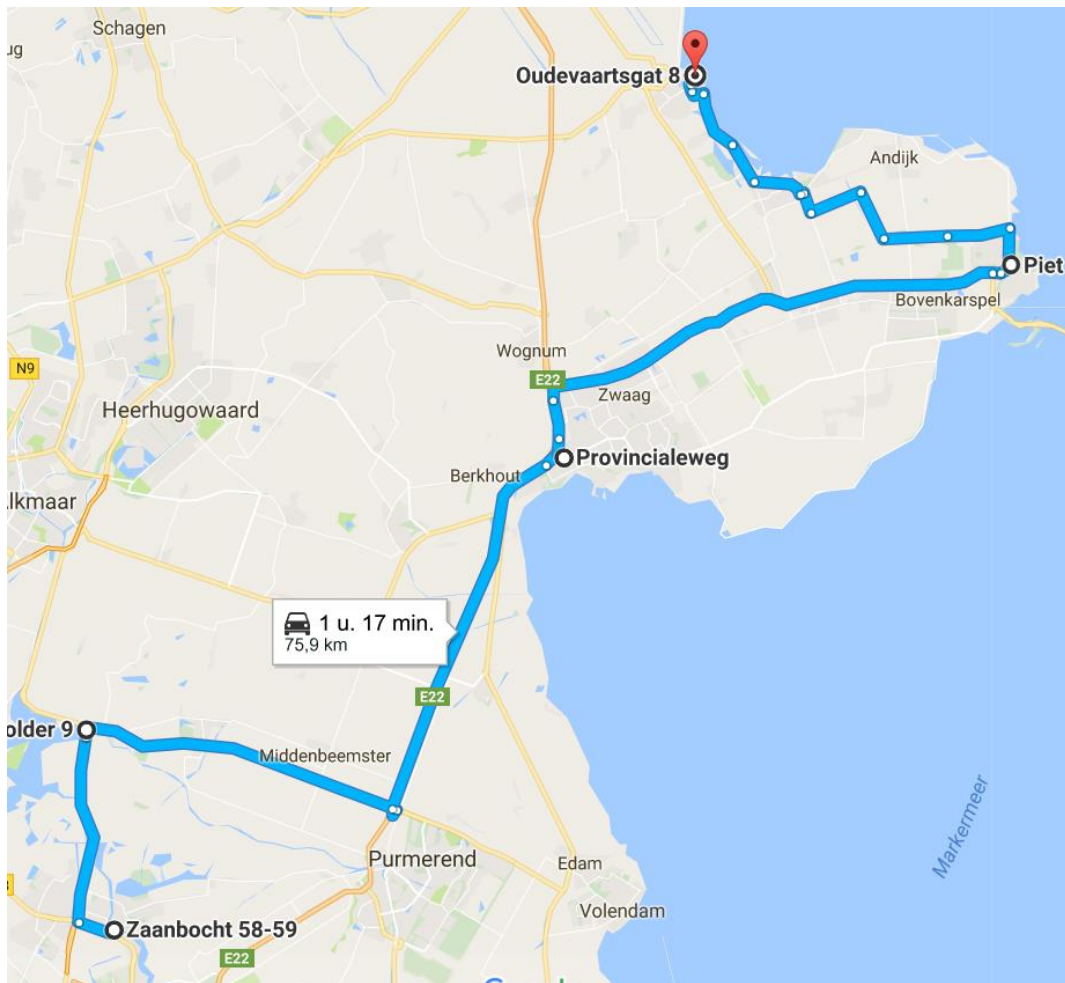 Schagen
ug
Oudevaartsgat 8
Andijk
Piet
Bovenkarspel
Wognum
E22
N9
Zwaag
Heerhugowaard
Provincialeweg
Berkhout
lkmaar
1 u. 17 min.
75,9 km
E22
older 9
Middenbeemster
Markermeer
Purmerend
Edam
Volendam
Zaanbocht 58-59
E22